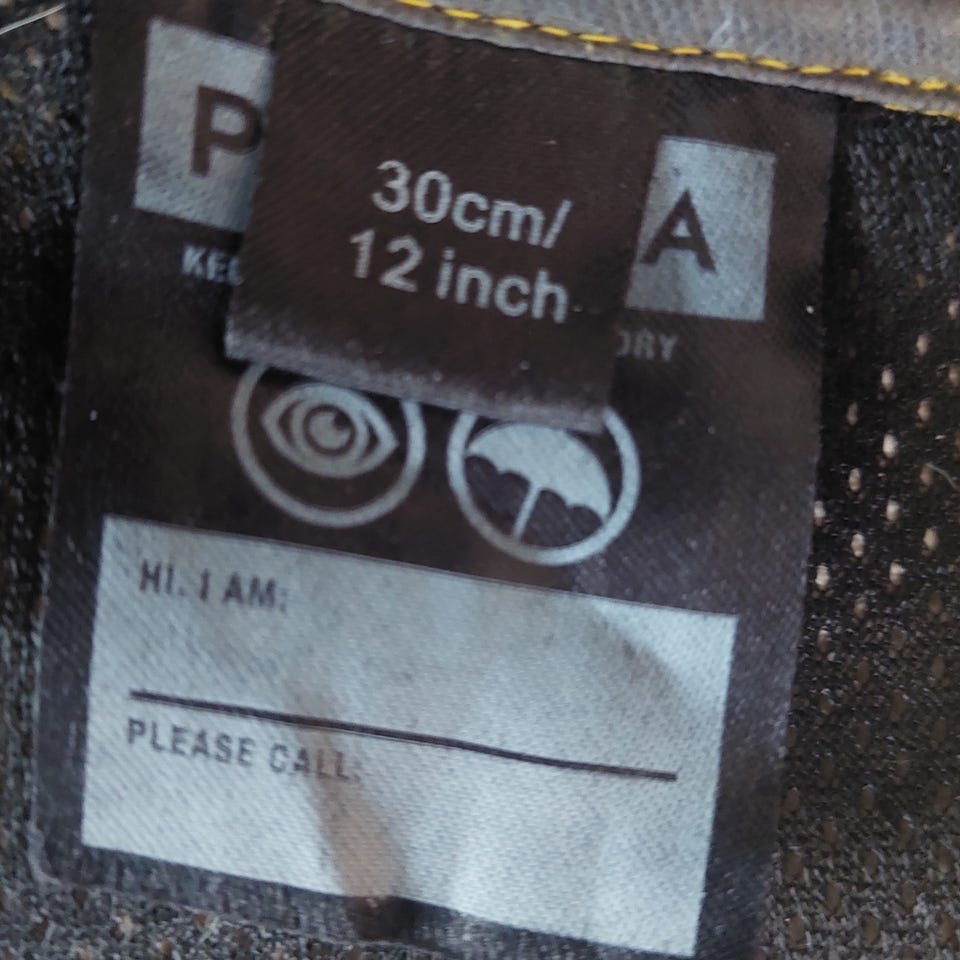 P
A
30cm/
12 inch
HI. I AM:
PLEASE CALL: